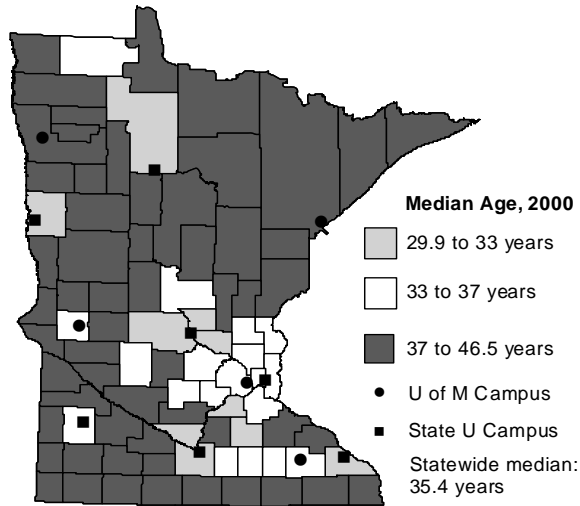 Median Age, 2000
29.9 to 33 years
33 to 37 years
37 to 46.5 years
U of M Campus
State U Campus
Statewide median:
35.4 years